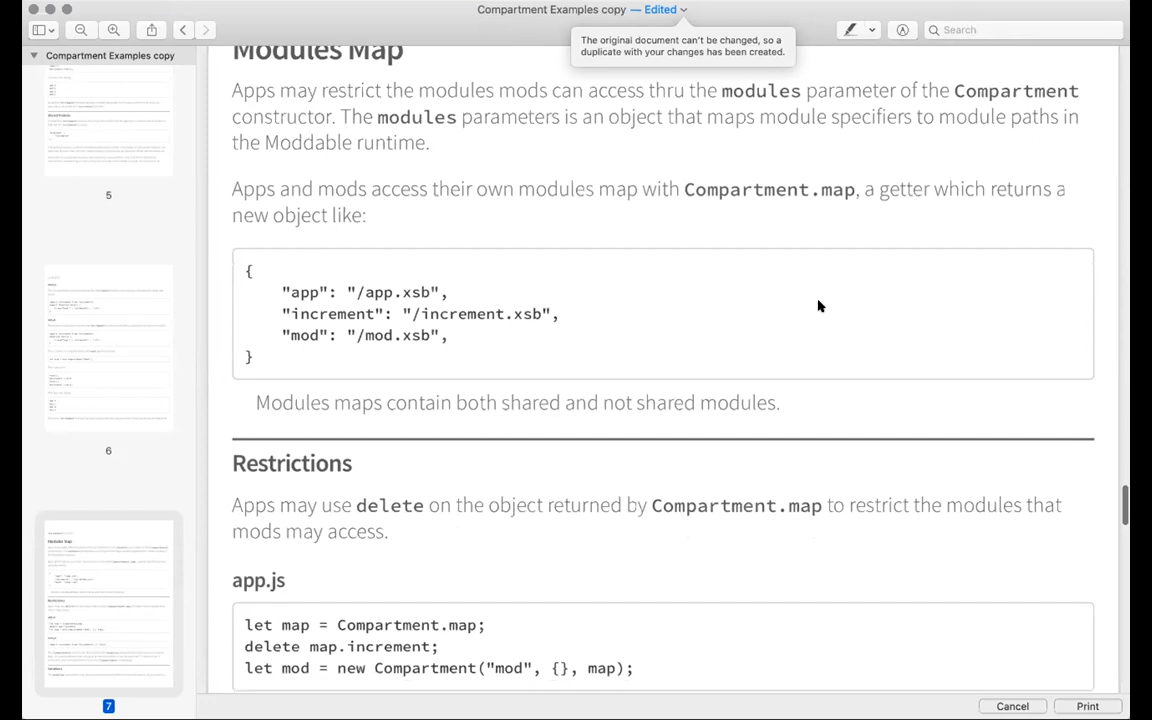 Compartment Examples copy — Edited
The original document can't be changed, so a
duplicate with your changes has been created.
Search
Compartment Examples copy
5
6
7
Modules Map
Apps may restrict the modules mods can access thru the modules parameter of the Compartment
constructor. The modules parameters is an object that maps module specifiers to module paths in
the Moddable runtime.
Apps and mods access their own modules map with Compartment.map, a getter which returns a
new object like:
{
"app": "/app.xsb",
"increment": "/increment.xsb",
"mod": "/mod.xsb",
}
Modules maps contain both shared and not shared modules.
Restrictions
Apps may use delete on the object returned by Compartment.map to restrict the modules that
mods may access.
app.js
let map = Compartment.map;
delete map.increment;
let mod = new Compartment("mod", {}, map);
Cancel
Print